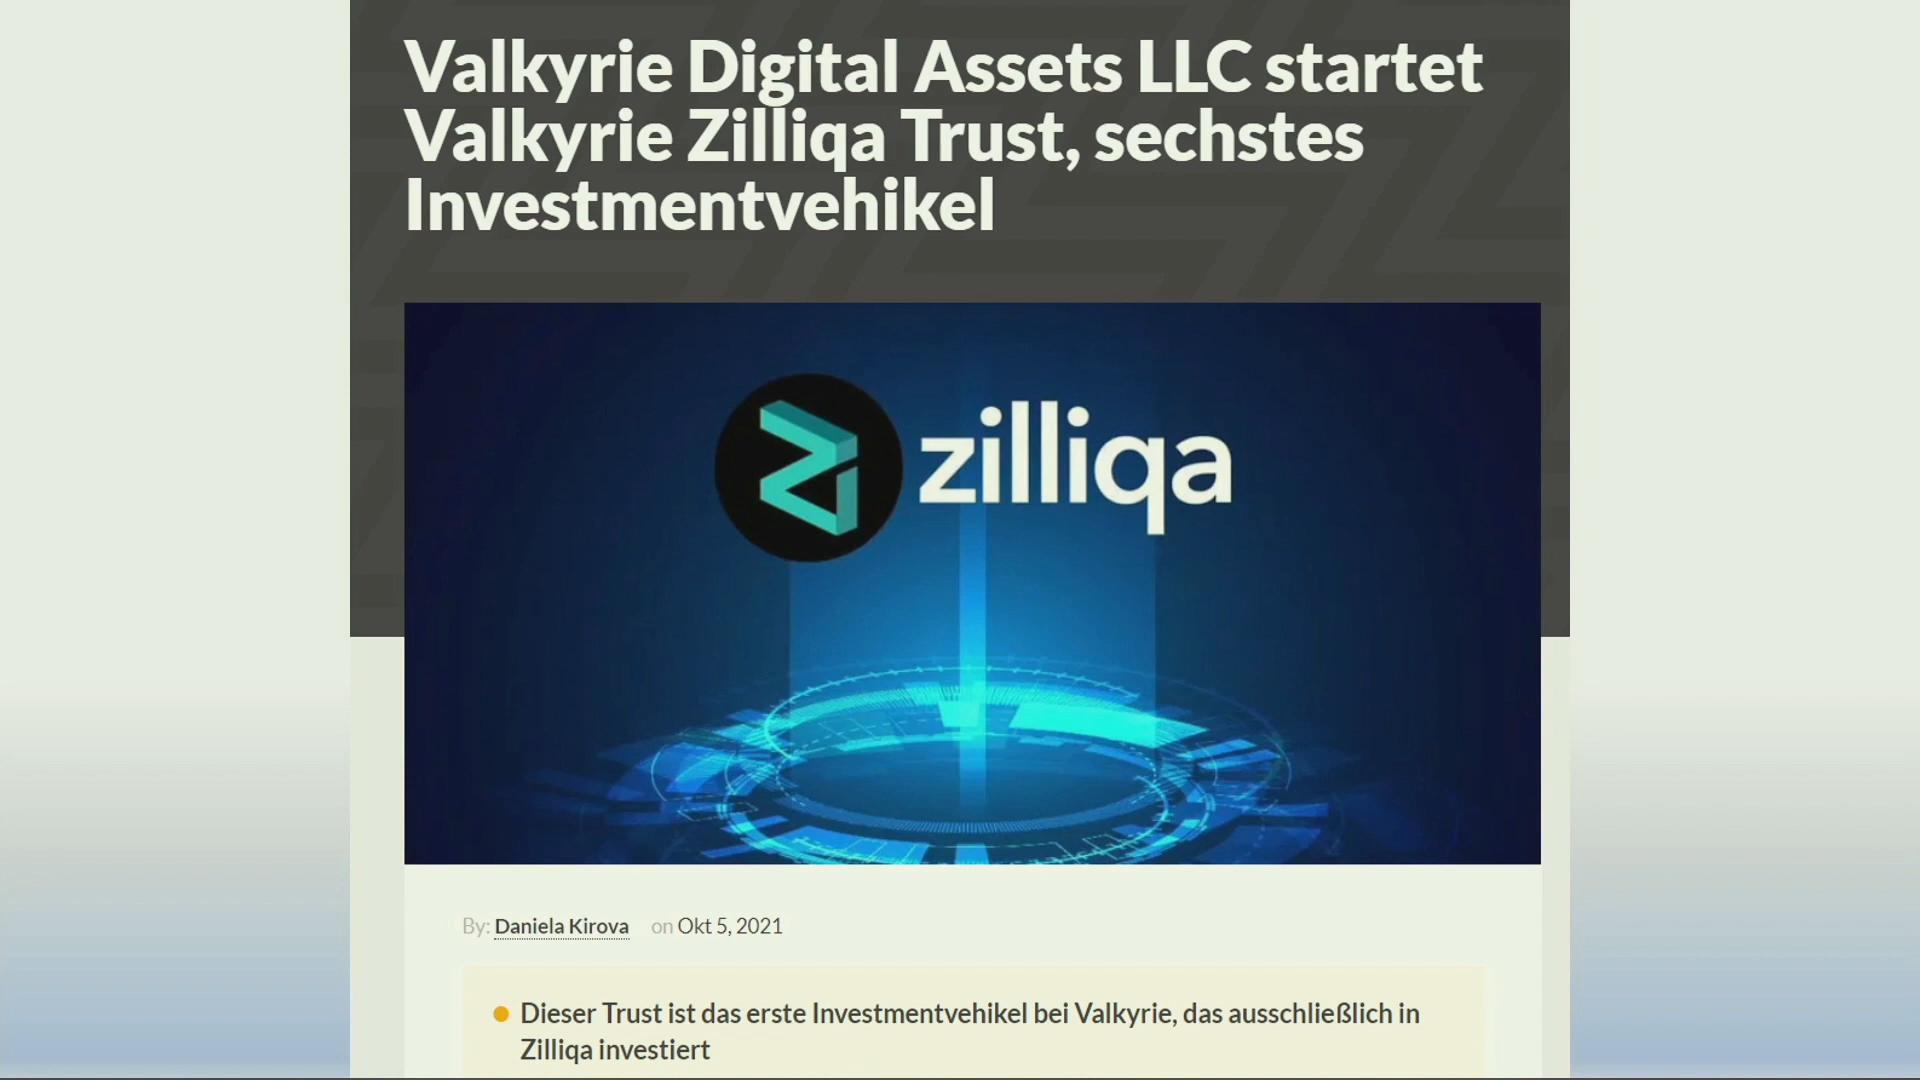 Valkyrie Digital Assets LLC startet
Valkyrie Zilliqa Trust, sechstes
Investmentvehikel
zilliqa
By: Daniela Kirova on Okt 5, 2021
Dieser Trust ist das erste Investmentvehikel bei Valkyrie, das ausschließlich in
Zilliqa investiert